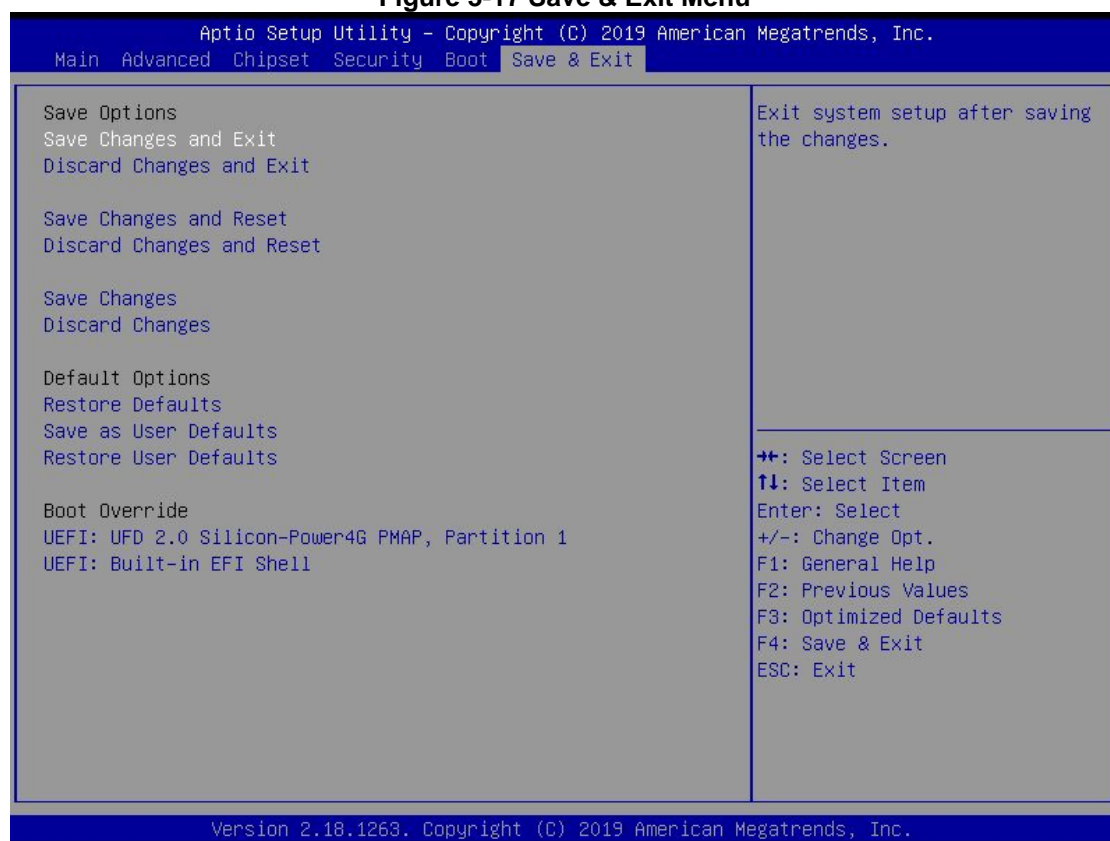 Figure 3-17 Save & Exit Menu
Aptio Setup Utility – Copyright (C) 2019 American Megatrends, Inc.
Main Advanced Chipset Security Boot Save & Exit
Save Options
Save Changes and Exit
Discard Changes and Exit
Save Changes and Reset
Discard Changes and Reset
Save Changes
Discard Changes
Default Options
Restore Defaults
Save as User Defaults
Restore User Defaults
Boot Override
UEFI: UFD 2.0 Silicon-Power4G PMAP, Partition 1
UEFI: Built-in EFI Shell
Exit system setup after saving
the changes.
→←: Select Screen
↑↓: Select Item
Enter: Select
+/-: Change Opt.
F1: General Help
F2: Previous Values
F3: Optimized Defaults
F4: Save & Exit
ESC: Exit
Version 2.18.1263. Copyright (C) 2019 American Megatrends, Inc.